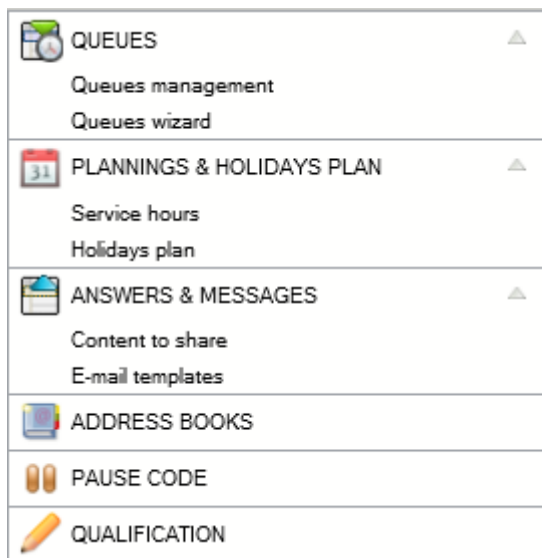 QUEUES
Queues management
Queues wizard
31
PLANNINGS & HOLIDAYS PLAN
Service hours
Holidays plan
ANSWERS & MESSAGES
Content to share
E-mail templates
@
ADDRESS BOOKS
PAUSE CODE
QUALIFICATION